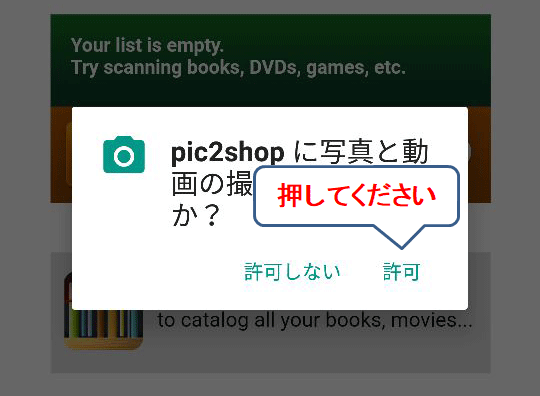 Your list is empty.
Try scanning books, DVDs, games, etc.
pic2shop に写真と動
画の撮
か？
押してください
許可しない
許可
to catalog all your books, movies...